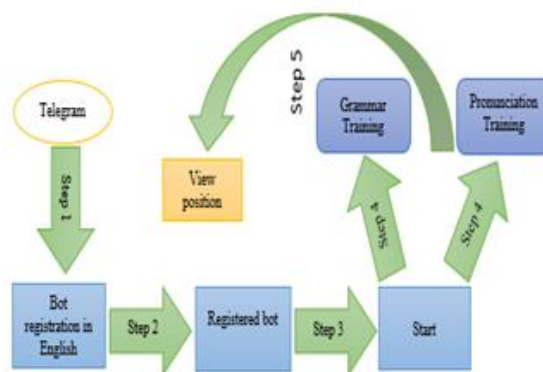 Telegram
Step 1
Bot
registration in
English
Step 2
Registered bot
Step 3
Start
Step 4
Step 4
Grammar
Training
Pronunciation
Training
Step 5
View
position